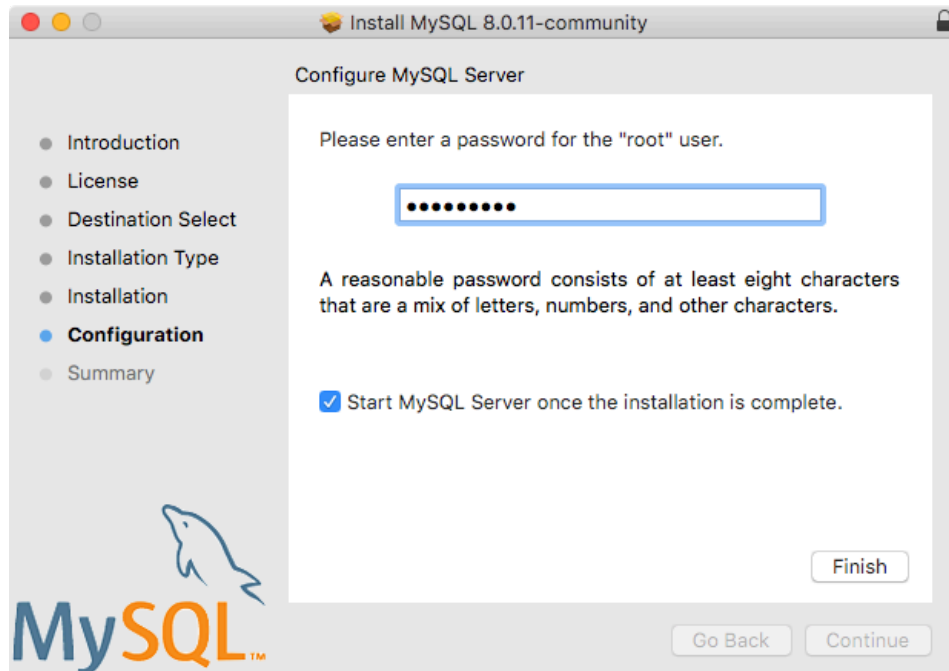 Install MySQL 8.0.11-community
Configure MySQL Server
Introduction
License
Destination Select
Installation Type
Installation
Configuration
Summary
Please enter a password for the "root" user.
•••••••••
A reasonable password consists of at least eight characters
that are a mix of letters, numbers, and other characters.
Start MySQL Server once the installation is complete.
Finish
MySQL™
Go Back
Continue